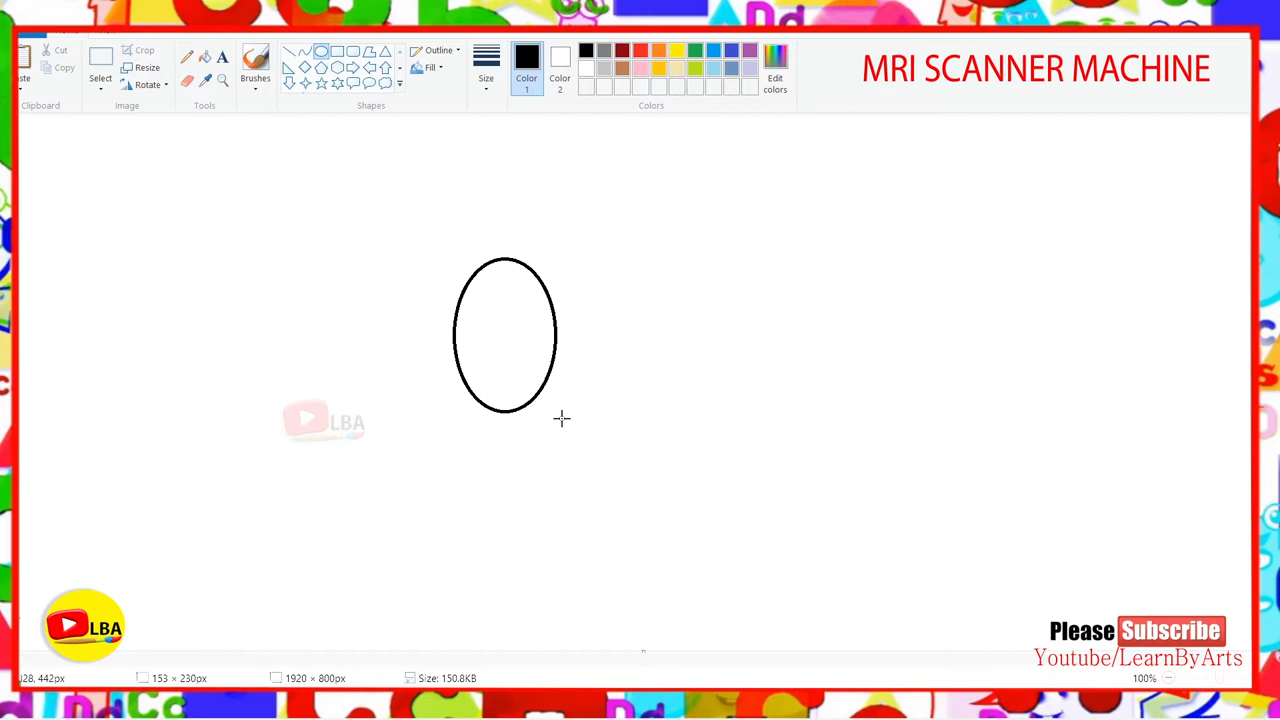 Cut
Copy
Clipboard
Select
Crop
Resize
Rotate
Image
A
Tools
Brushes
Shapes
Outline
Fill
Size
Color
1
Color
2
Edit
colors
Colors
MRI SCANNER MACHINE
LBA
LBA
Please Subscribe
Youtube/LearnByArts
28, 442px
153 × 230px
1920 × 800px
Size: 150.8KB
100%